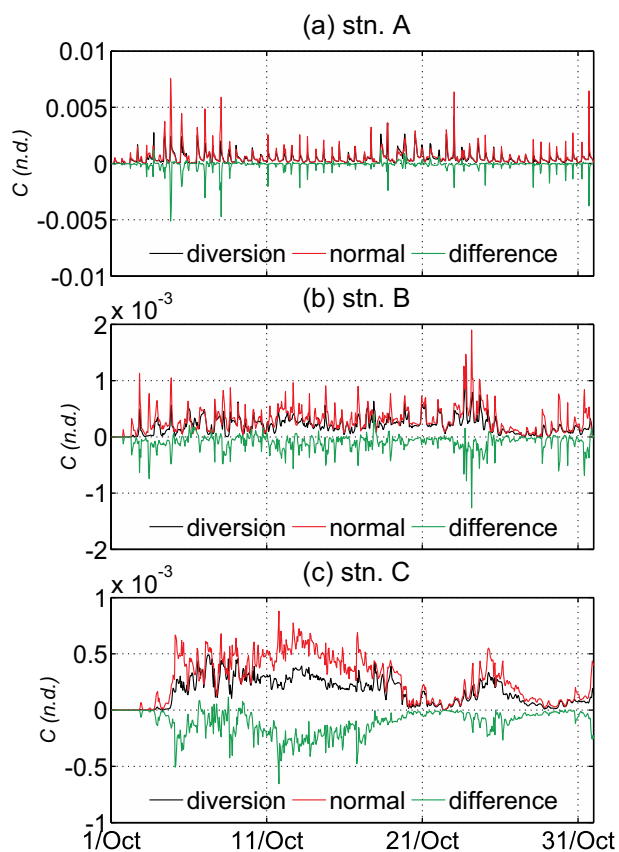 (a) stn. A
0.01
0.005
0
-0.005
-0.01
C (n.d.)
diversion normal difference
(b) stn. B
x 10^-3
2
1
0
-1
-2
C (n.d.)
diversion normal difference
(c) stn. C
x 10^-3
1
0.5
0
-0.5
-1
C (n.d.)
diversion normal difference
1/Oct 11/Oct 21/Oct 31/Oct